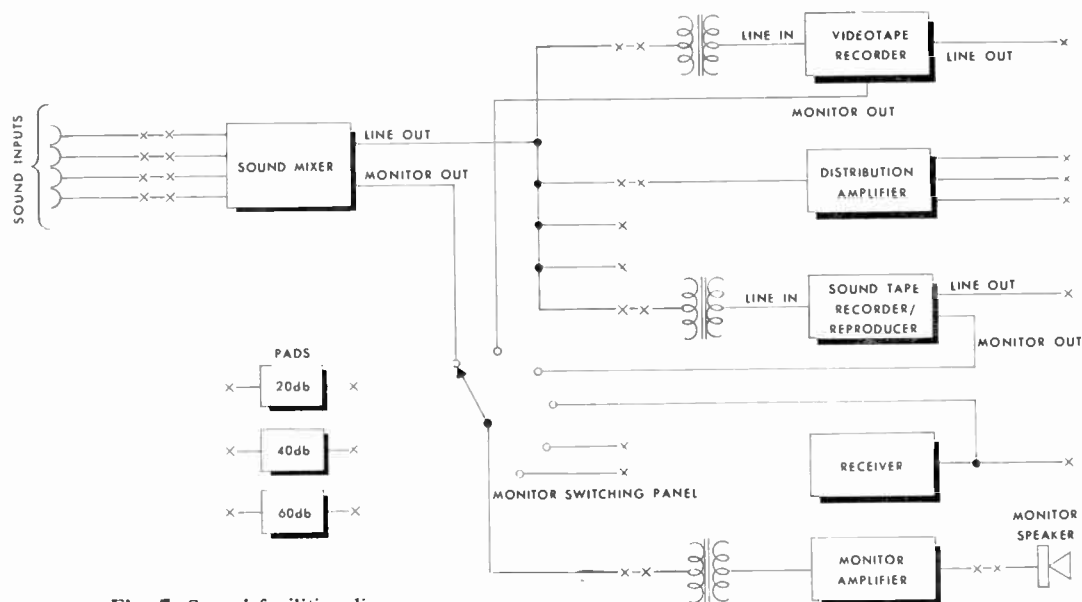 LINE IN
VIDEOTAPE
RECORDER
LINE OUT
MONITOR OUT
SOUND INPUTS
SOUND MIXER
LINE OUT
MONITOR OUT
DISTRIBUTION
AMPLIFIER
LINE IN
SOUND TAPE
RECORDER/
REPRODUCER
LINE OUT
MONITOR OUT
PADS
20db
40db
60db
MONITOR SWITCHING PANEL
RECEIVER
MONITOR
SPEAKER
MONITOR
AMPLIFIER